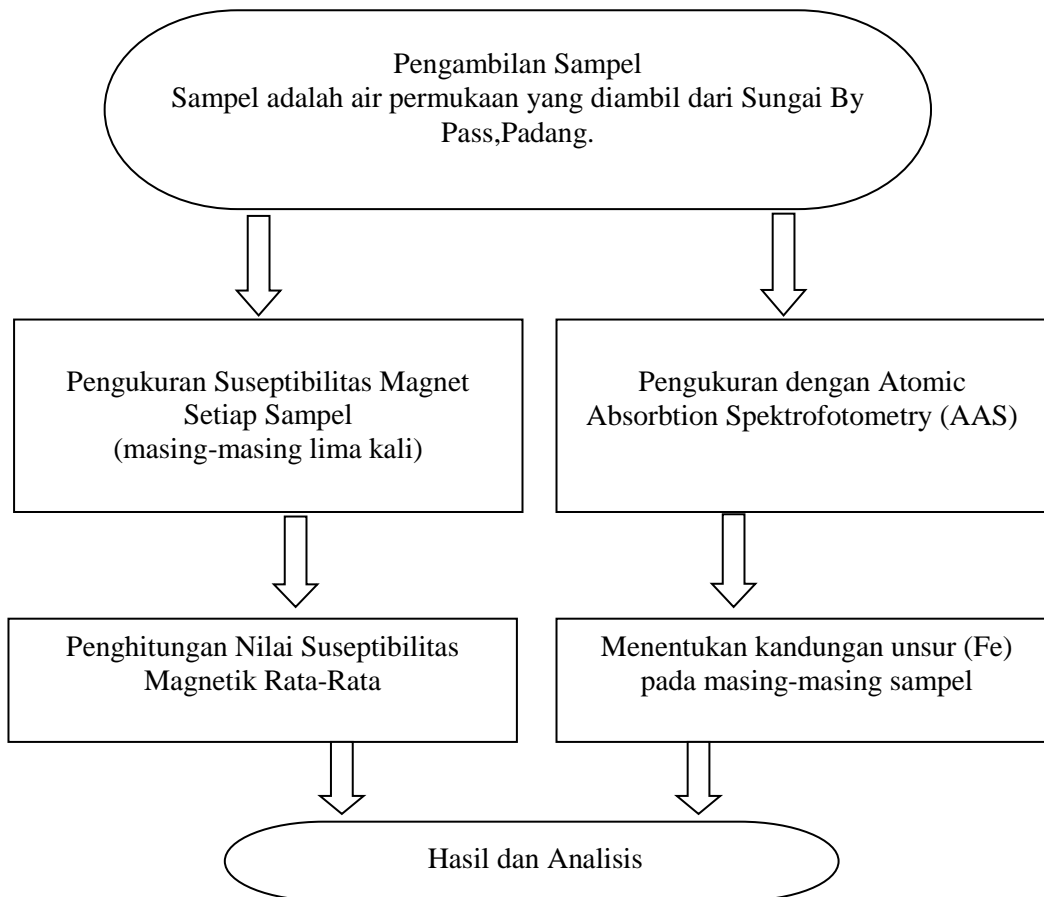 Pengambilan Sampel
Sampel adalah air permukaan yang diambil dari Sungai By
Pass,Padang.
Pengukuran Suseptibilitas Magnet
Setiap Sampel
(masing-masing lima kali)
Pengukuran dengan Atomic
Absorbtion Spektrofotometry (AAS)
Penghitungan Nilai Suseptibilitas
Magnetik Rata-Rata
Menentukan kandungan unsur (Fe)
pada masing-masing sampel
Hasil dan Analisis